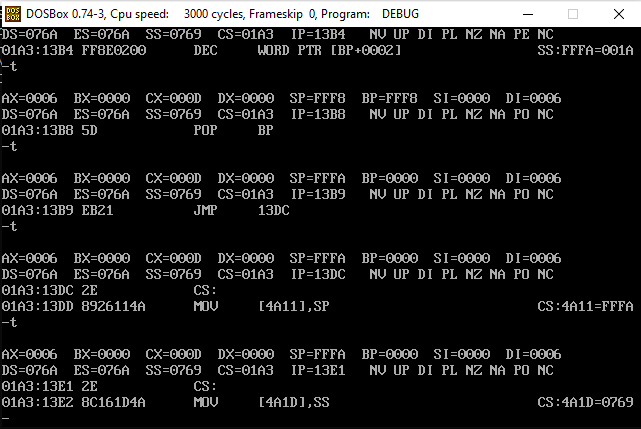 DOSBox 0.74-3, Cpu speed:    3000 cycles, Frameskip  0, Program:    DEBUG
DS=076A  ES=076A  SS=0769  CS=01A3  IP=13B4   NV UP DI PL NZ NA PE NC
01A3:13B4 FF8E0200      DEC     WORD PTR [BP+0002]                 SS:FFFA=001A
-t
AX=0006  BX=0000  CX=000D  DX=0000  SP=FFF8  BP=FFF8  SI=0000  DI=0006
DS=076A  ES=076A  SS=0769  CS=01A3  IP=13B8   NV UP DI PL NZ NA PO NC
01A3:13B8 5D            POP     BP
-t
AX=0006  BX=0000  CX=000D  DX=0000  SP=FFFA  BP=0000  SI=0000  DI=0006
DS=076A  ES=076A  SS=0769  CS=01A3  IP=13B9   NV UP DI PL NZ NA PO NC
01A3:13B9 EB21          JMP     13DC
-t
AX=0006  BX=0000  CX=000D  DX=0000  SP=FFFA  BP=0000  SI=0000  DI=0006
DS=076A  ES=076A  SS=0769  CS=01A3  IP=13DC   NV UP DI PL NZ NA PO NC
01A3:13DC 2E            CS:
01A3:13DD 8926114A      MOV     [4A11],SP                          CS:4A11=FFFA
-t
AX=0006  BX=0000  CX=000D  DX=0000  SP=FFFA  BP=0000  SI=0000  DI=0006
DS=076A  ES=076A  SS=0769  CS=01A3  IP=13E1   NV UP DI PL NZ NA PO NC
01A3:13E1 2E            CS:
01A3:13E2 8C161D4A      MOV     [4A1D],SS                          CS:4A1D=0769
-